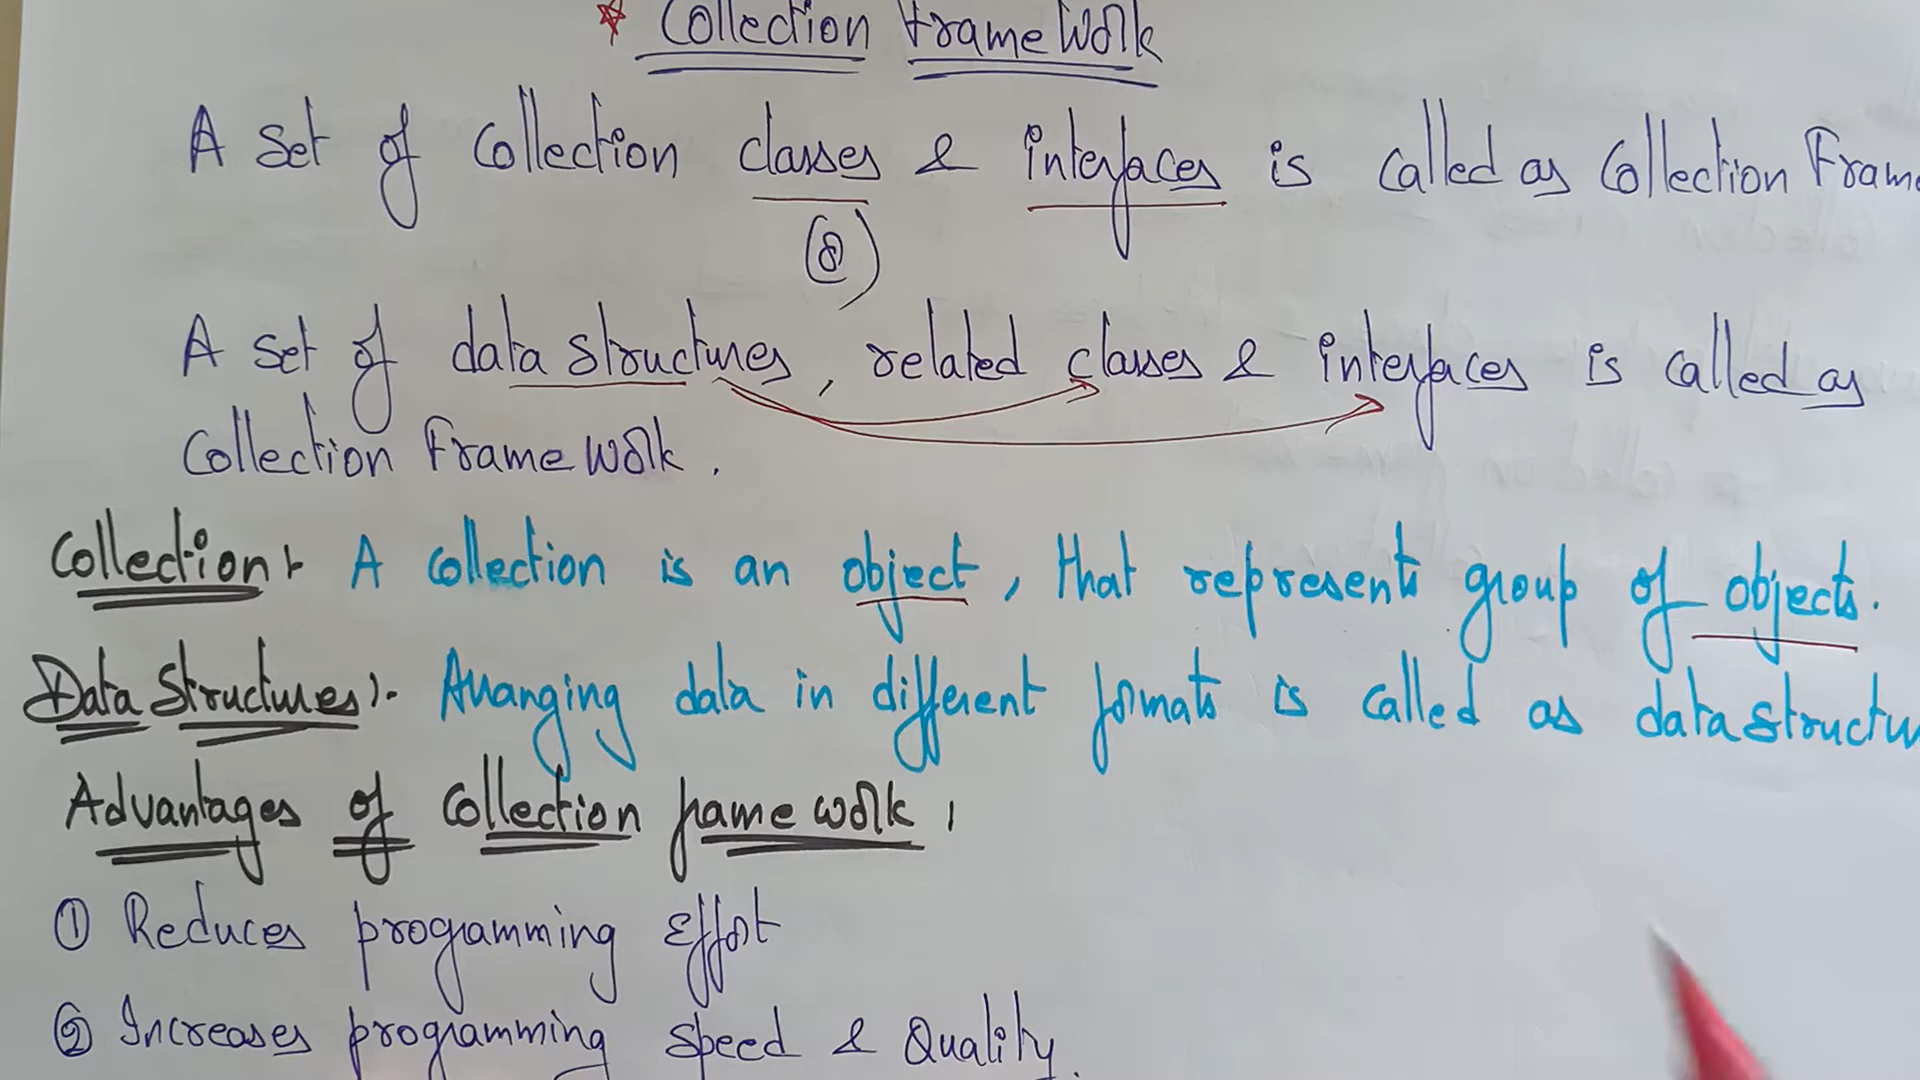 * Collection Frame Work
A set of Collection classes & interfaces is called as Collection Frame
(or)
A set of data structures, related classes & interfaces is called as
Collection Frame Work.
Collection:- A collection is an object, that represents group of objects.
Data Structures:- Arranging data in different formats is called as data structu
Advantages of Collection frame work:
① Reduces programming Effort
② Increases programming speed & Quality.